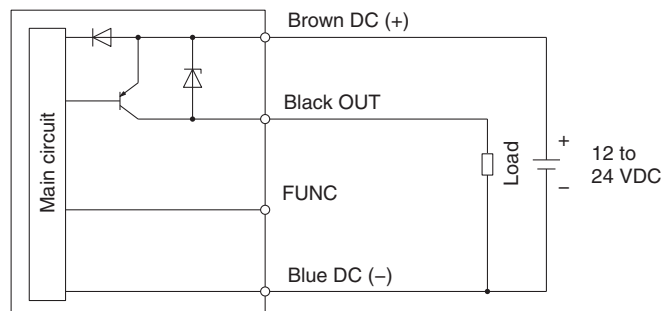 Brown DC (+)
Main circuit
Black OUT
Load
+
12 to
24 VDC
−
FUNC
Blue DC (−)